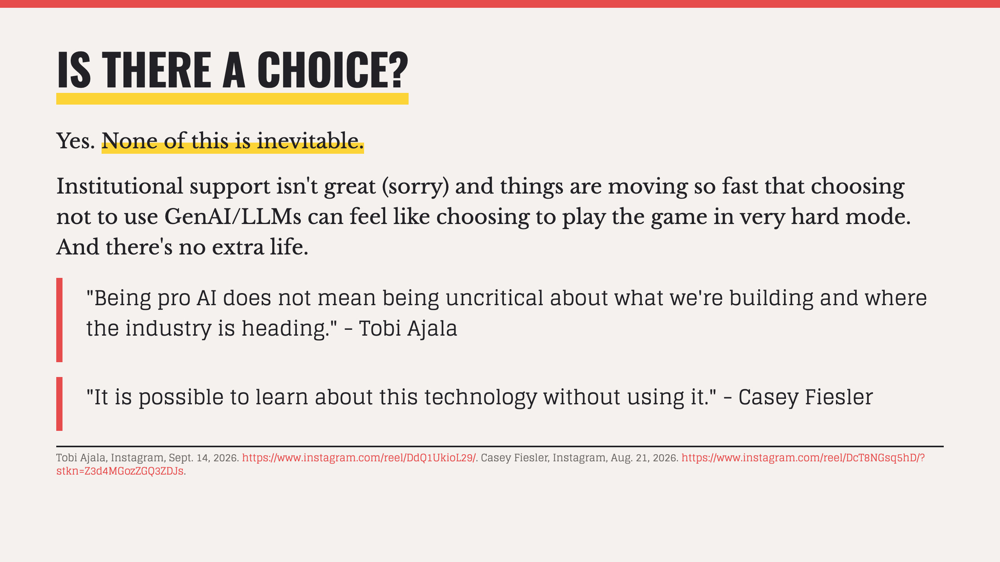 IS THERE A CHOICE?
Yes. None of this is inevitable.
Institutional support isn't great (sorry) and things are moving so fast that choosing
not to use GenAI/LLMs can feel like choosing to play the game in very hard mode.
And there's no extra life.
"Being pro AI does not mean being uncritical about what we're building and where
the industry is heading." – Tobi Ajala
"It is possible to learn about this technology without using it." – Casey Fiesler
Tobi Ajala, Instagram, Sept. 14, 2026. https://www.instagram.com/reel/DdQ1UkioL29/. Casey Fiesler, Instagram, Aug. 21, 2026. https://www.instagram.com/reel/DcT8NGsq5hD/?
stkn=Z3d4MGozZGQ3ZDJs.